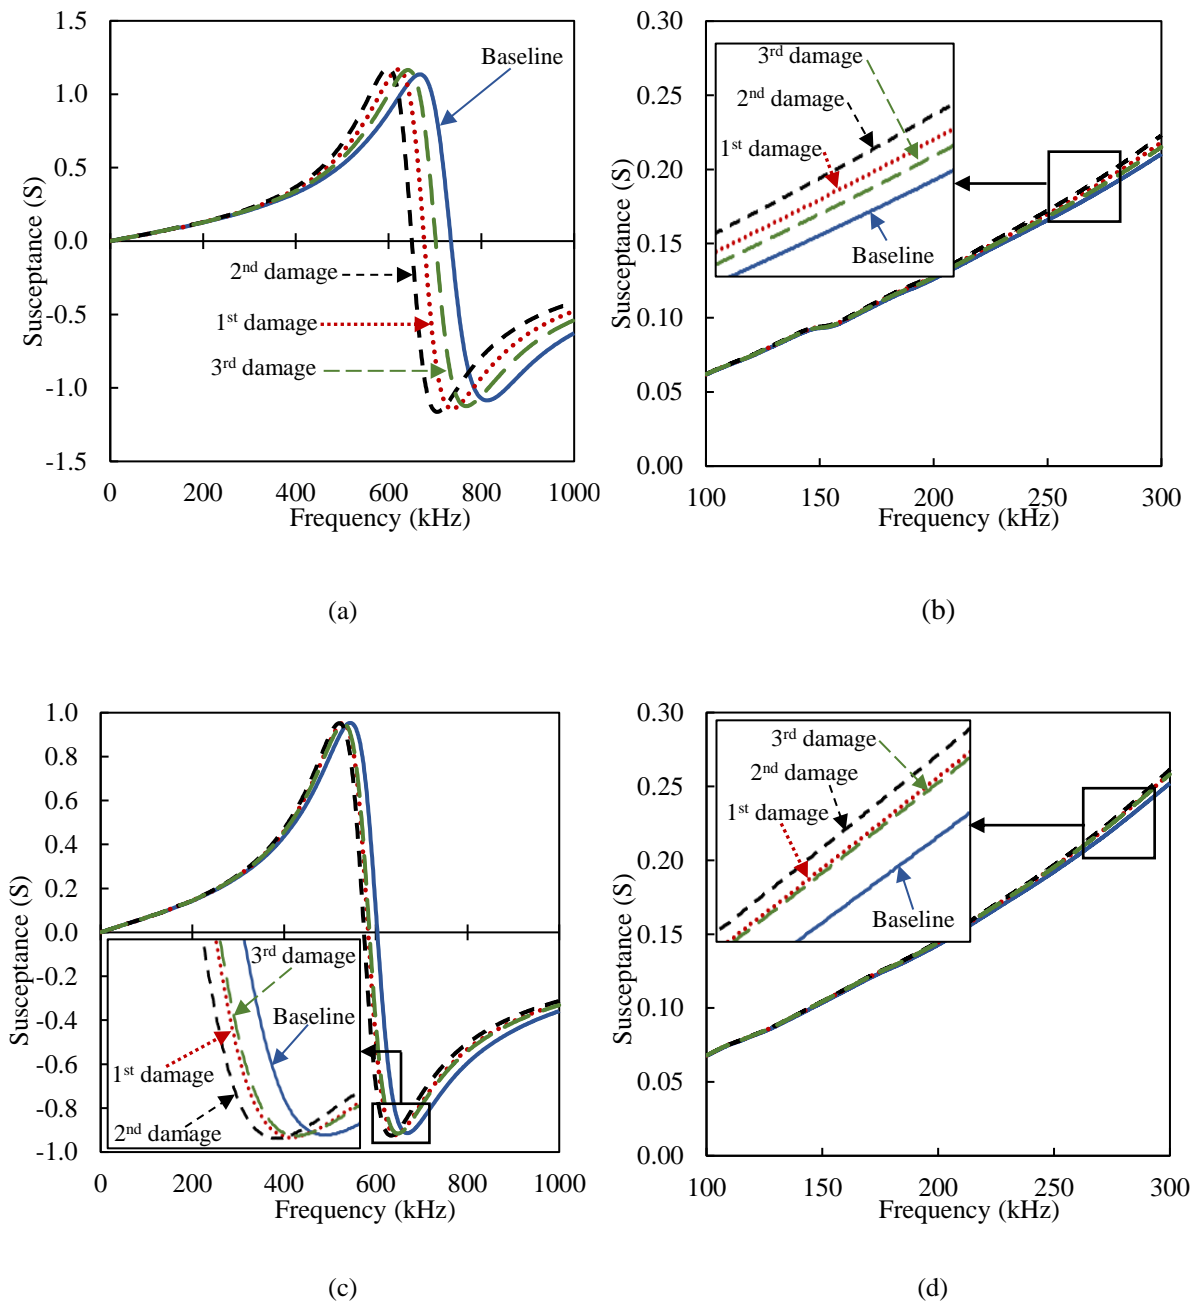 1.5
1.0
0.5
0.0
-0.5
-1.0
-1.5
Susceptance (S)
Baseline
2nd damage
1st damage
3rd damage
0
200
400
600
800
1000
Frequency (kHz)
(a)
0.30
0.25
0.20
0.15
0.10
0.05
0.00
Susceptance (S)
3rd damage
2nd damage
1st damage
Baseline
100
150
200
250
300
Frequency (kHz)
(b)
1.0
0.8
0.6
0.4
0.2
0.0
-0.2
-0.4
-0.6
-0.8
-1.0
Susceptance (S)
3rd damage
Baseline
1st damage
2nd damage
0
200
400
600
800
1000
Frequency (kHz)
(c)
0.30
0.25
0.20
0.15
0.10
0.05
0.00
Susceptance (S)
3rd damage
2nd damage
1st damage
Baseline
100
150
200
250
300
Frequency (kHz)
(d)